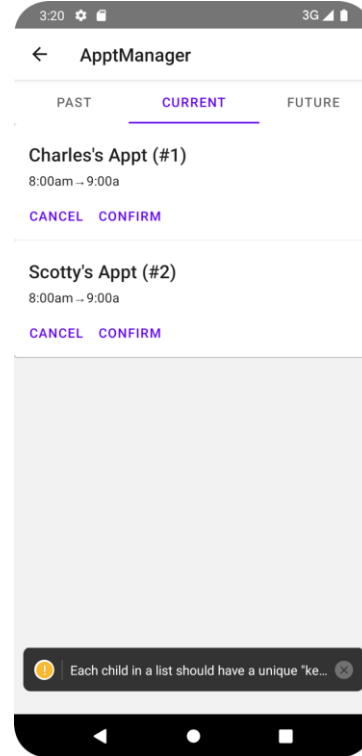 3:20 3G
ApptManager
PAST CURRENT FUTURE
Charles's Appt (#1)
8:00am→9:00a
CANCEL CONFIRM
Scotty's Appt (#2)
8:00am→9:00a
CANCEL CONFIRM
! Each child in a list should have a unique "ke...